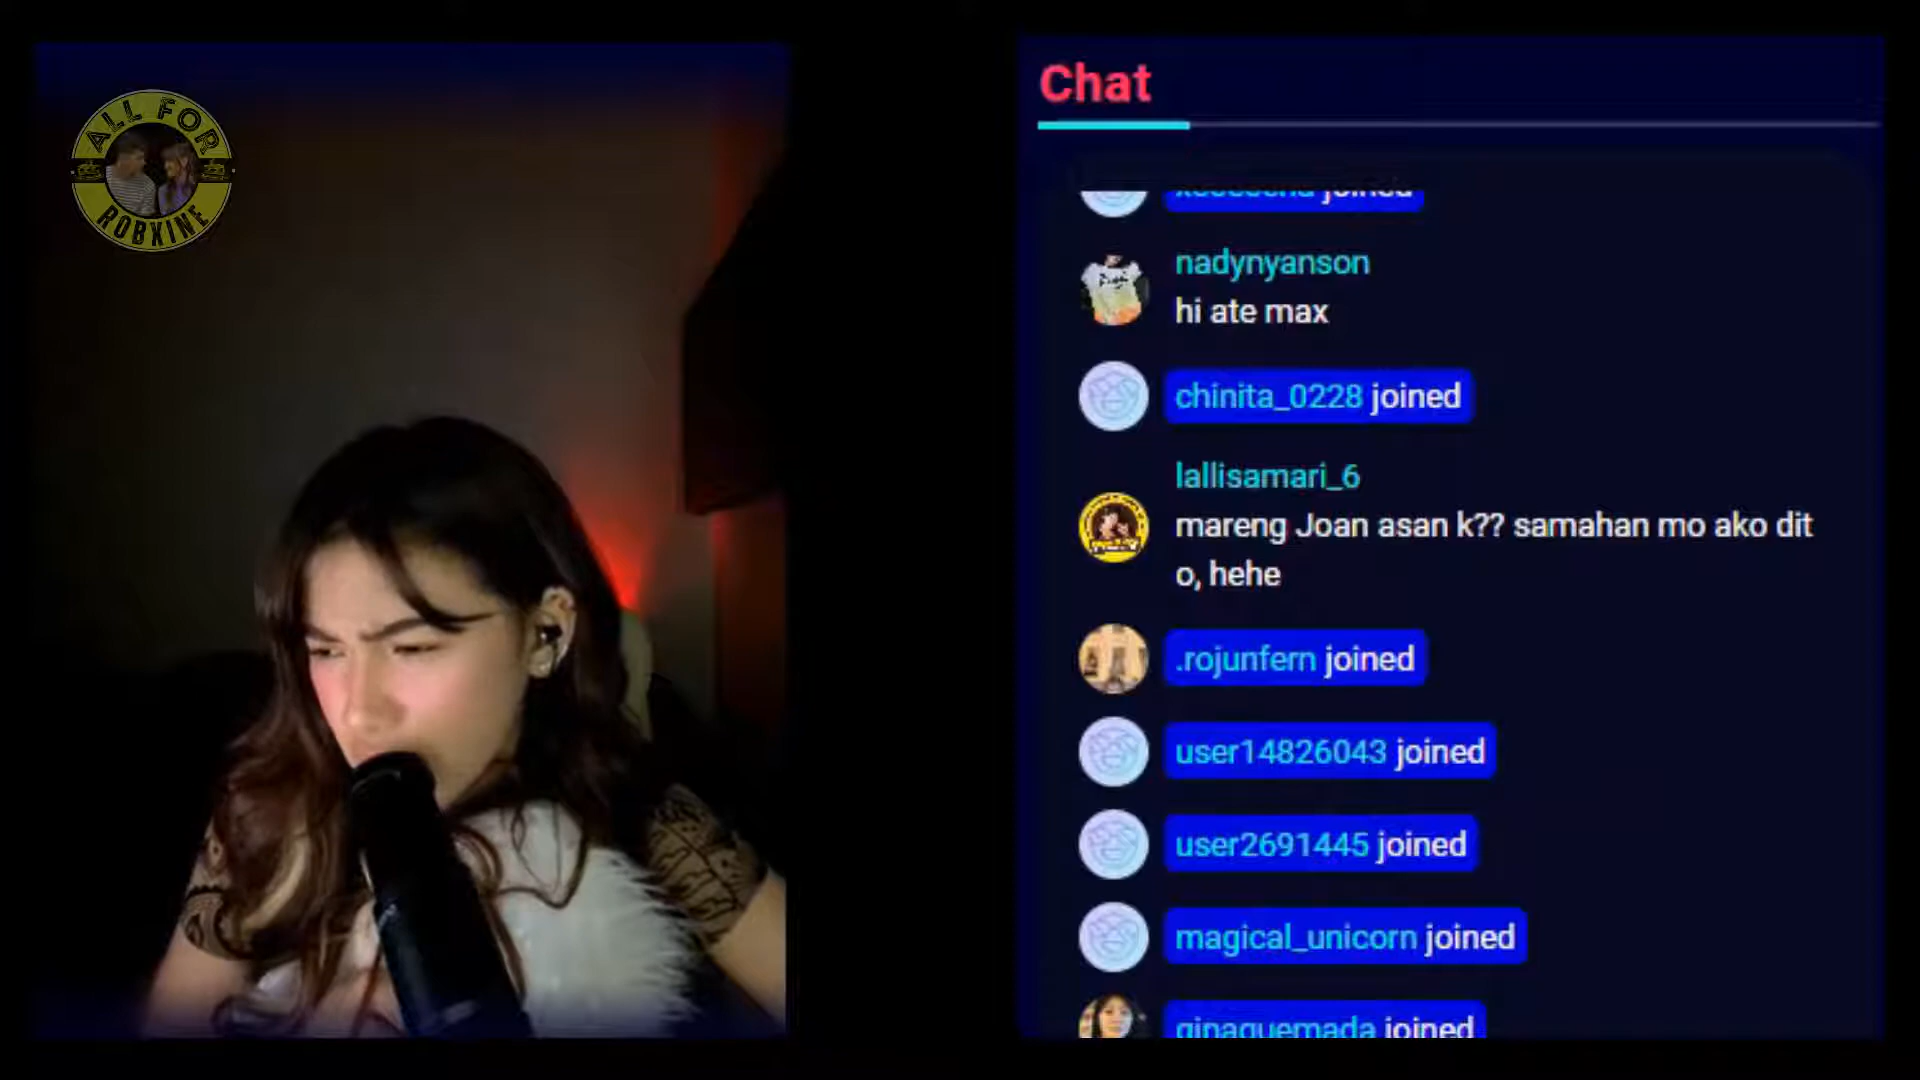 ALL FOR
ROBXINE
Chat
joined
nadynyanson
hi ate max
chinita_0228 joined
lallisamari_6
mareng Joan asan k?? samahan mo ako dit
o, hehe
.rojunfern joined
user14826043 joined
user2691445 joined
magical_unicorn joined
ginaquemada joined